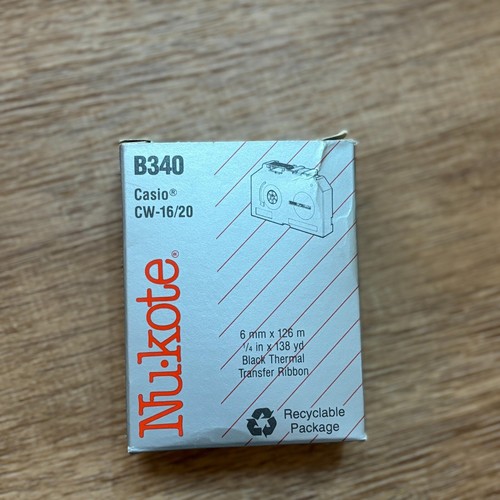 B340
Casio®
CW-16/20
Nu·kote®
6 mm x 126 m
1/4 in x 138 yd
Black Thermal
Transfer Ribbon
Recyclable
Package